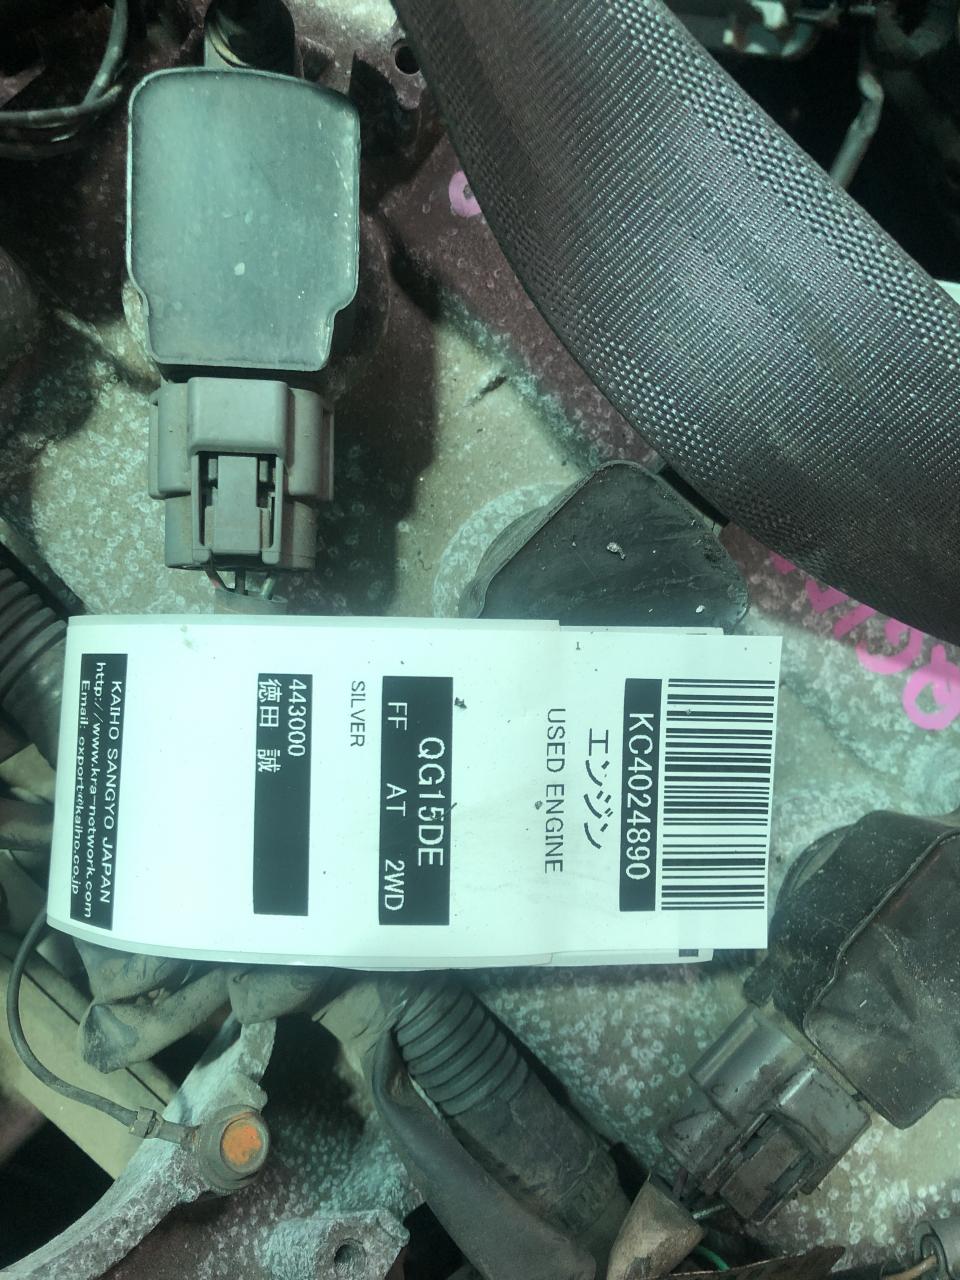 KC4024890
エンジン
USED ENGINE
QG15DE
FF AT 2WD
SILVER
443000
徳田 誠
KAIHO SANGYO JAPAN
http://www.kra-network.com
Email: export@kaiho.co.jp